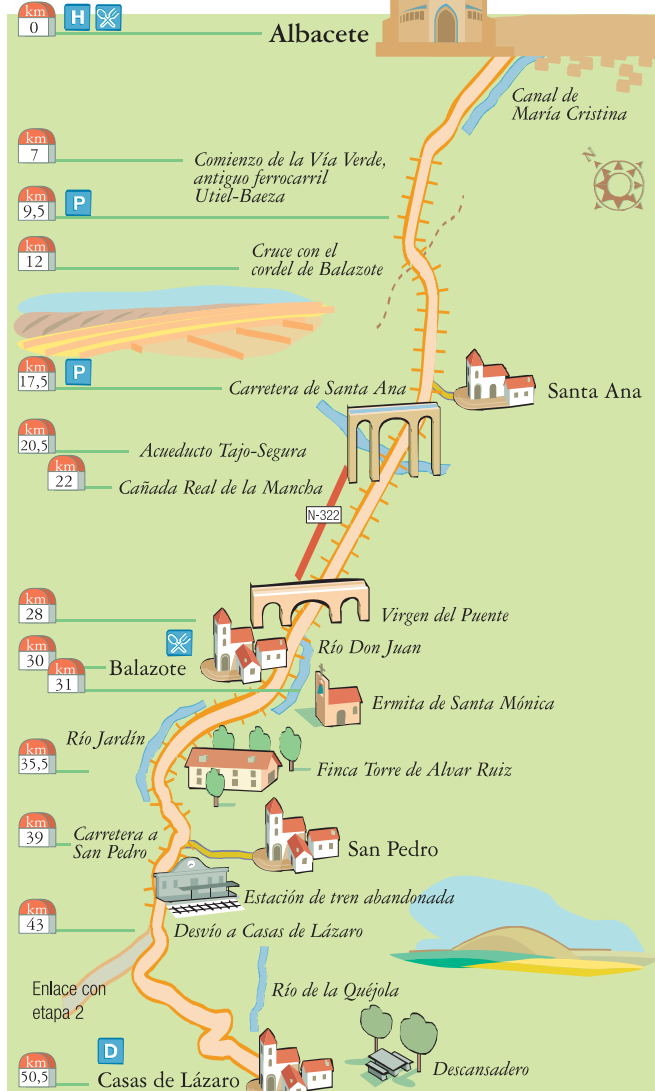 km
0
H
Albacete
Canal de
María Cristina
km
7
Comienzo de la Vía Verde,
antiguo ferrocarril
Utiel-Baeza
N
km
9,5
P
km
12
Cruce con el
cordel de Balazote
km
17,5
P
Carretera de Santa Ana
Santa Ana
km
20,5
Acueducto Tajo-Segura
km
22
Cañada Real de la Mancha
N-322
km
28
Virgen del Puente
km
30
Balazote
Río Don Juan
km
31
Ermita de Santa Mónica
Río Jardín
km
35,5
Finca Torre de Alvar Ruiz
km
39
Carretera a
San Pedro
San Pedro
Estación de tren abandonada
km
43
Desvío a Casas de Lázaro
Enlace con
etapa 2
Río de la Quéjola
km
50,5
D
Casas de Lázaro
Descansadero